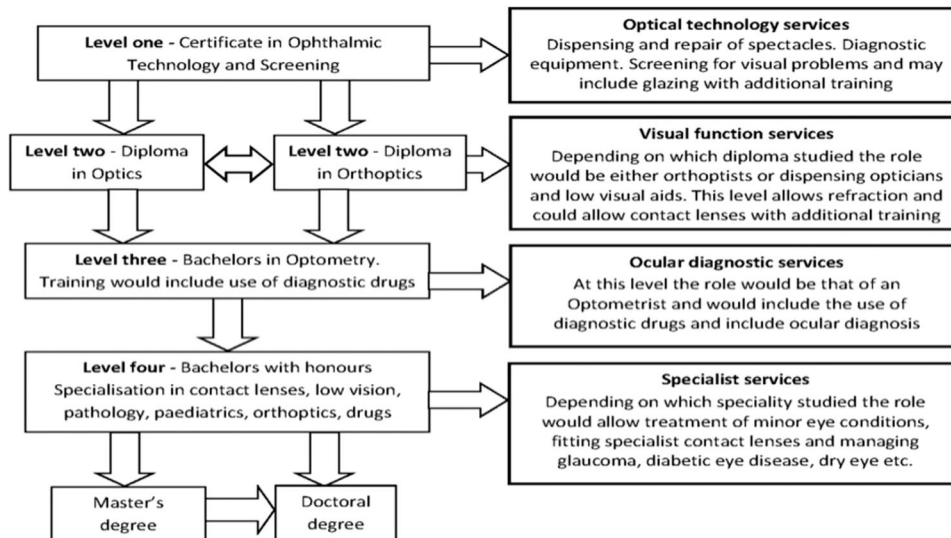 Level one - Certificate in Ophthalmic
Technology and Screening
Optical technology services
Dispensing and repair of spectacles. Diagnostic
equipment. Screening for visual problems and may
include glazing with additional training
Level two - Diploma
in Optics
Level two - Diploma
in Orthoptics
Visual function services
Depending on which diploma studied the role
would be either orthoptists or dispensing opticians
and low visual aids. This level allows refraction and
could allow contact lenses with additional training
Level three - Bachelors in Optometry.
Training would include use of diagnostic drugs
Ocular diagnostic services
At this level the role would be that of an
Optometrist and would include the use of
diagnostic drugs and include ocular diagnosis
Level four - Bachelors with honours
Specialisation in contact lenses, low vision,
pathology, paediatrics, orthoptics, drugs
Specialist services
Depending on which speciality studied the role
would allow treatment of minor eye conditions,
fitting specialist contact lenses and managing
glaucoma, diabetic eye disease, dry eye etc.
Master's
degree
Doctoral
degree